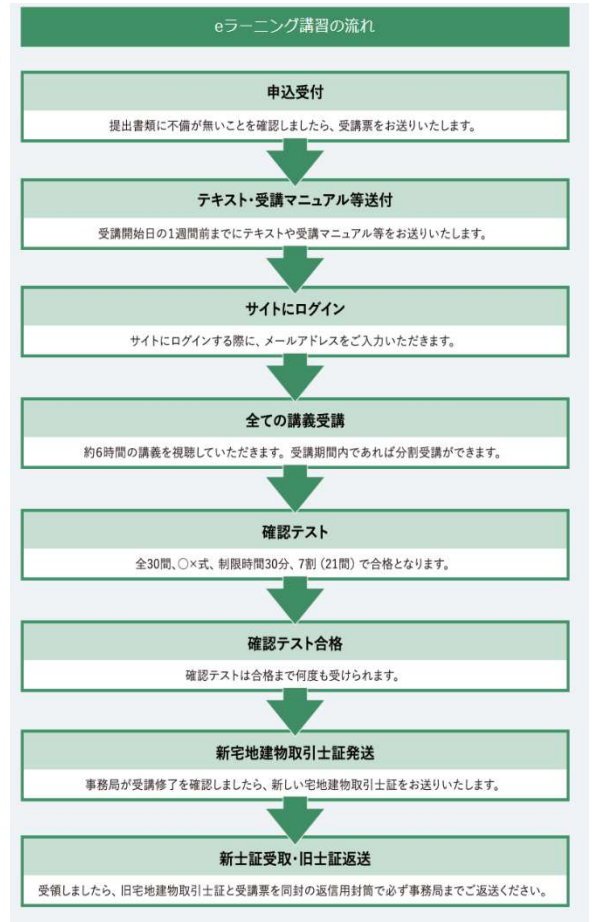 eラーニング講習の流れ
申込受付
提出書類に不備が無いことを確認しましたら、受講票をお送りいたします。
テキスト・受講マニュアル等送付
受講開始日の1週間前までにテキストや受講マニュアル等をお送りいたします。
サイトにログイン
サイトにログインする際に、メールアドレスをご入力いただきます。
全ての講義受講
約6時間の講義を視聴していただきます。受講期間内であれば分割受講ができます。
確認テスト
全30問、○×式、制限時間30分、7割（21問）で合格となります。
確認テスト合格
確認テストは合格まで何度も受けられます。
新宅地建物取引士証発送
事務局が受講修了を確認しましたら、新しい宅地建物取引士証をお送りいたします。
新士証受取・旧士証返送
受領しましたら、旧宅地建物取引士証と受講票を同封の返信用封筒で必ず事務局までご返送ください。